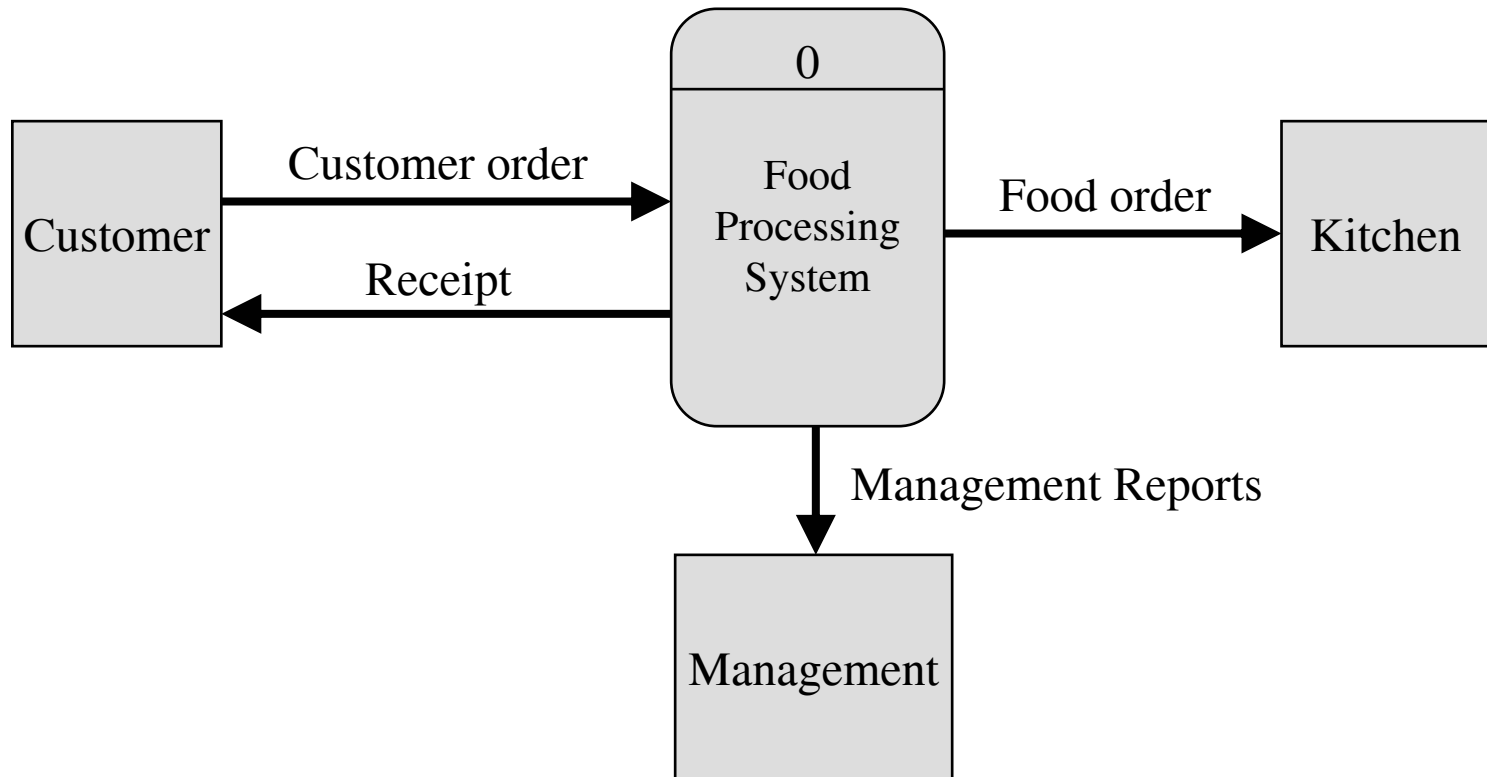 0
Customer order
Food
Processing
System
Food order
Customer
Kitchen
Receipt
Management Reports
Management